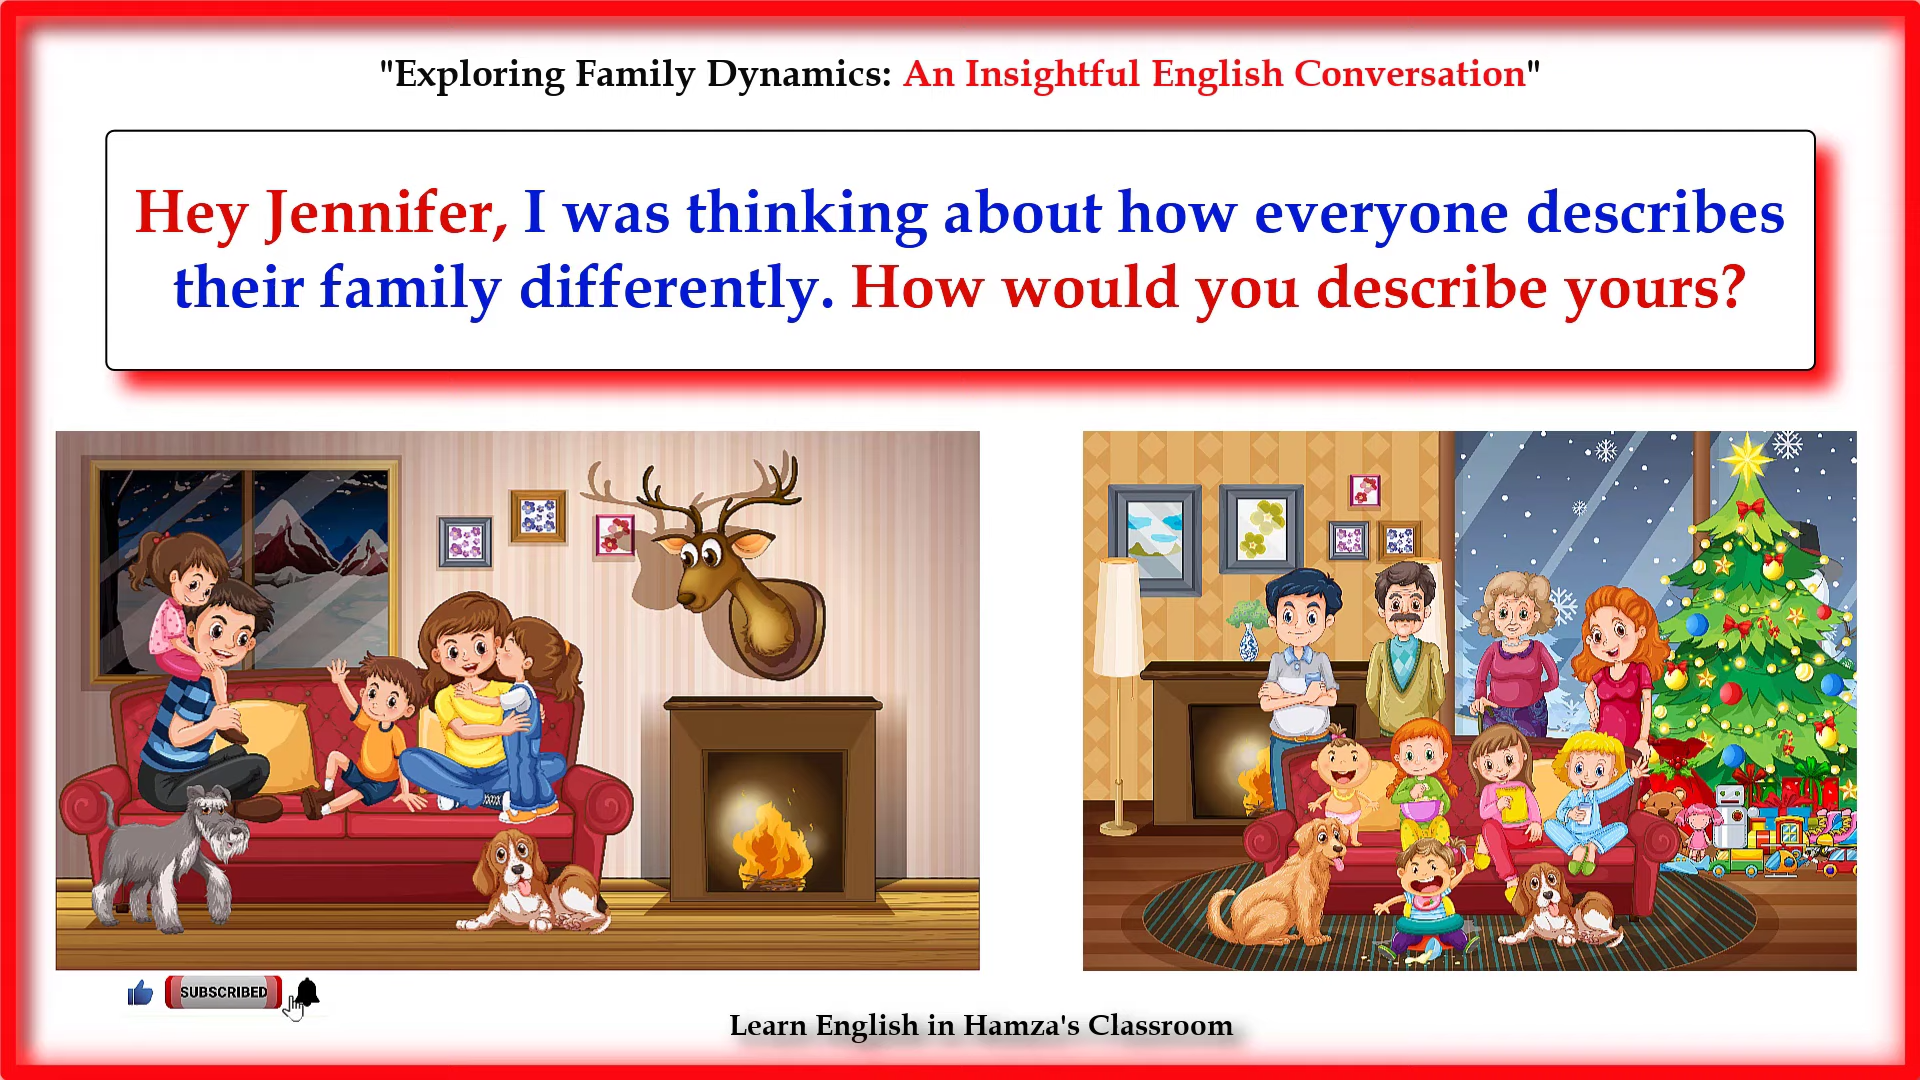 "Exploring Family Dynamics: An Insightful English Conversation"
Hey Jennifer, I was thinking about how everyone describes
their family differently. How would you describe yours?
SUBSCRIBED
Learn English in Hamza's Classroom